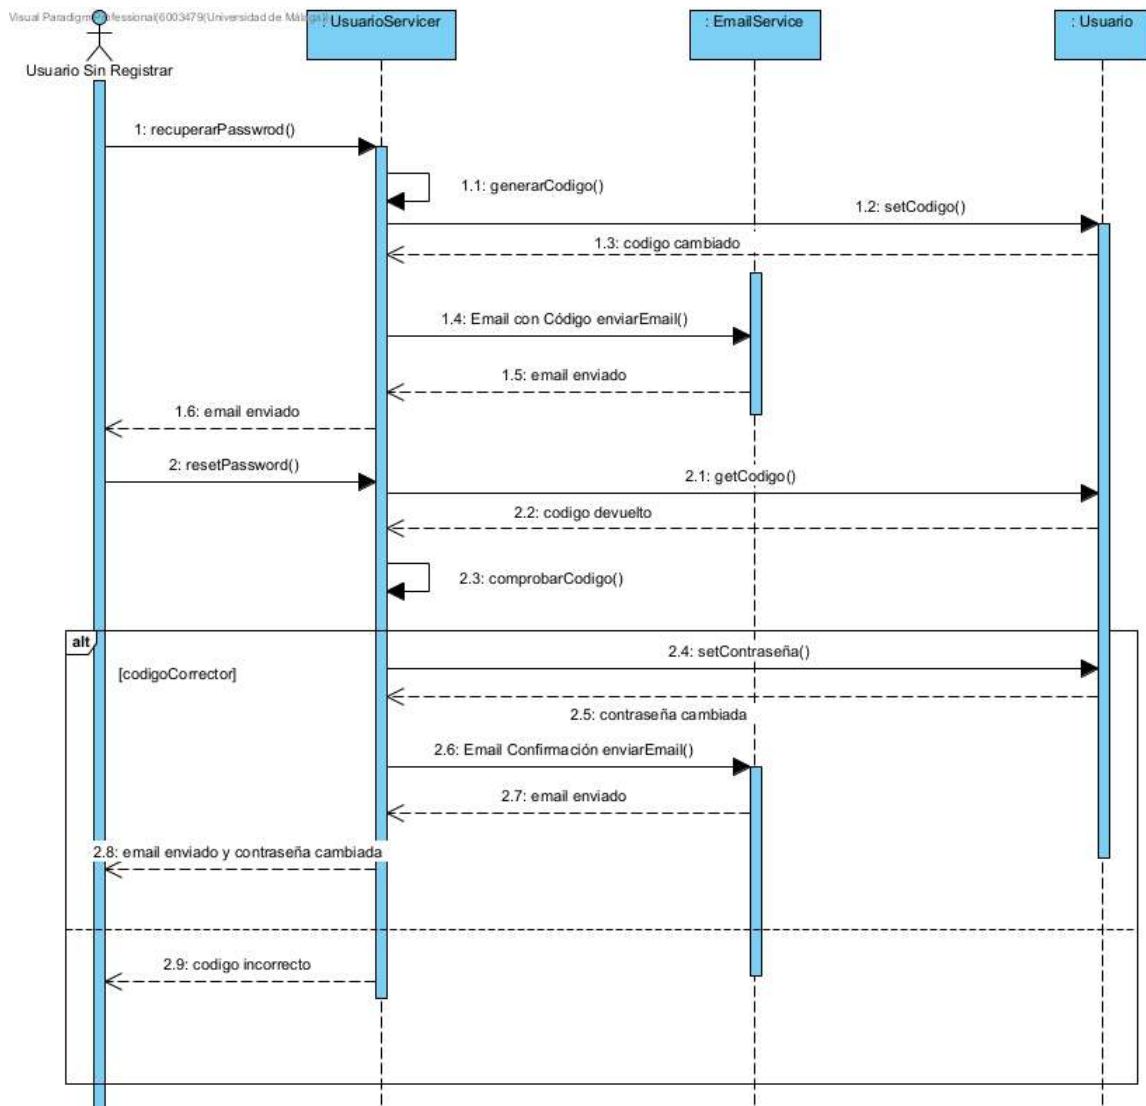 Visual Paradigm Professional(6003479(Universidad de Málaga))
: UsuarioServicer
: EmailService
: Usuario
Usuario Sin Registrar
1: recuperarPasswrod()
1.1: generarCodigo()
1.2: setCodigo()
1.3: codigo cambiado
1.4: Email con Código enviarEmail()
1.5: email enviado
1.6: email enviado
2: resetPassword()
2.1: getCodigo()
2.2: codigo devuelto
2.3: comprobarCodigo()
alt
2.4: setContraseña()
[codigoCorrector]
2.5: contraseña cambiada
2.6: Email Confirmación enviarEmail()
2.7: email enviado
2.8: email enviado y contraseña cambiada
2.9: codigo incorrecto